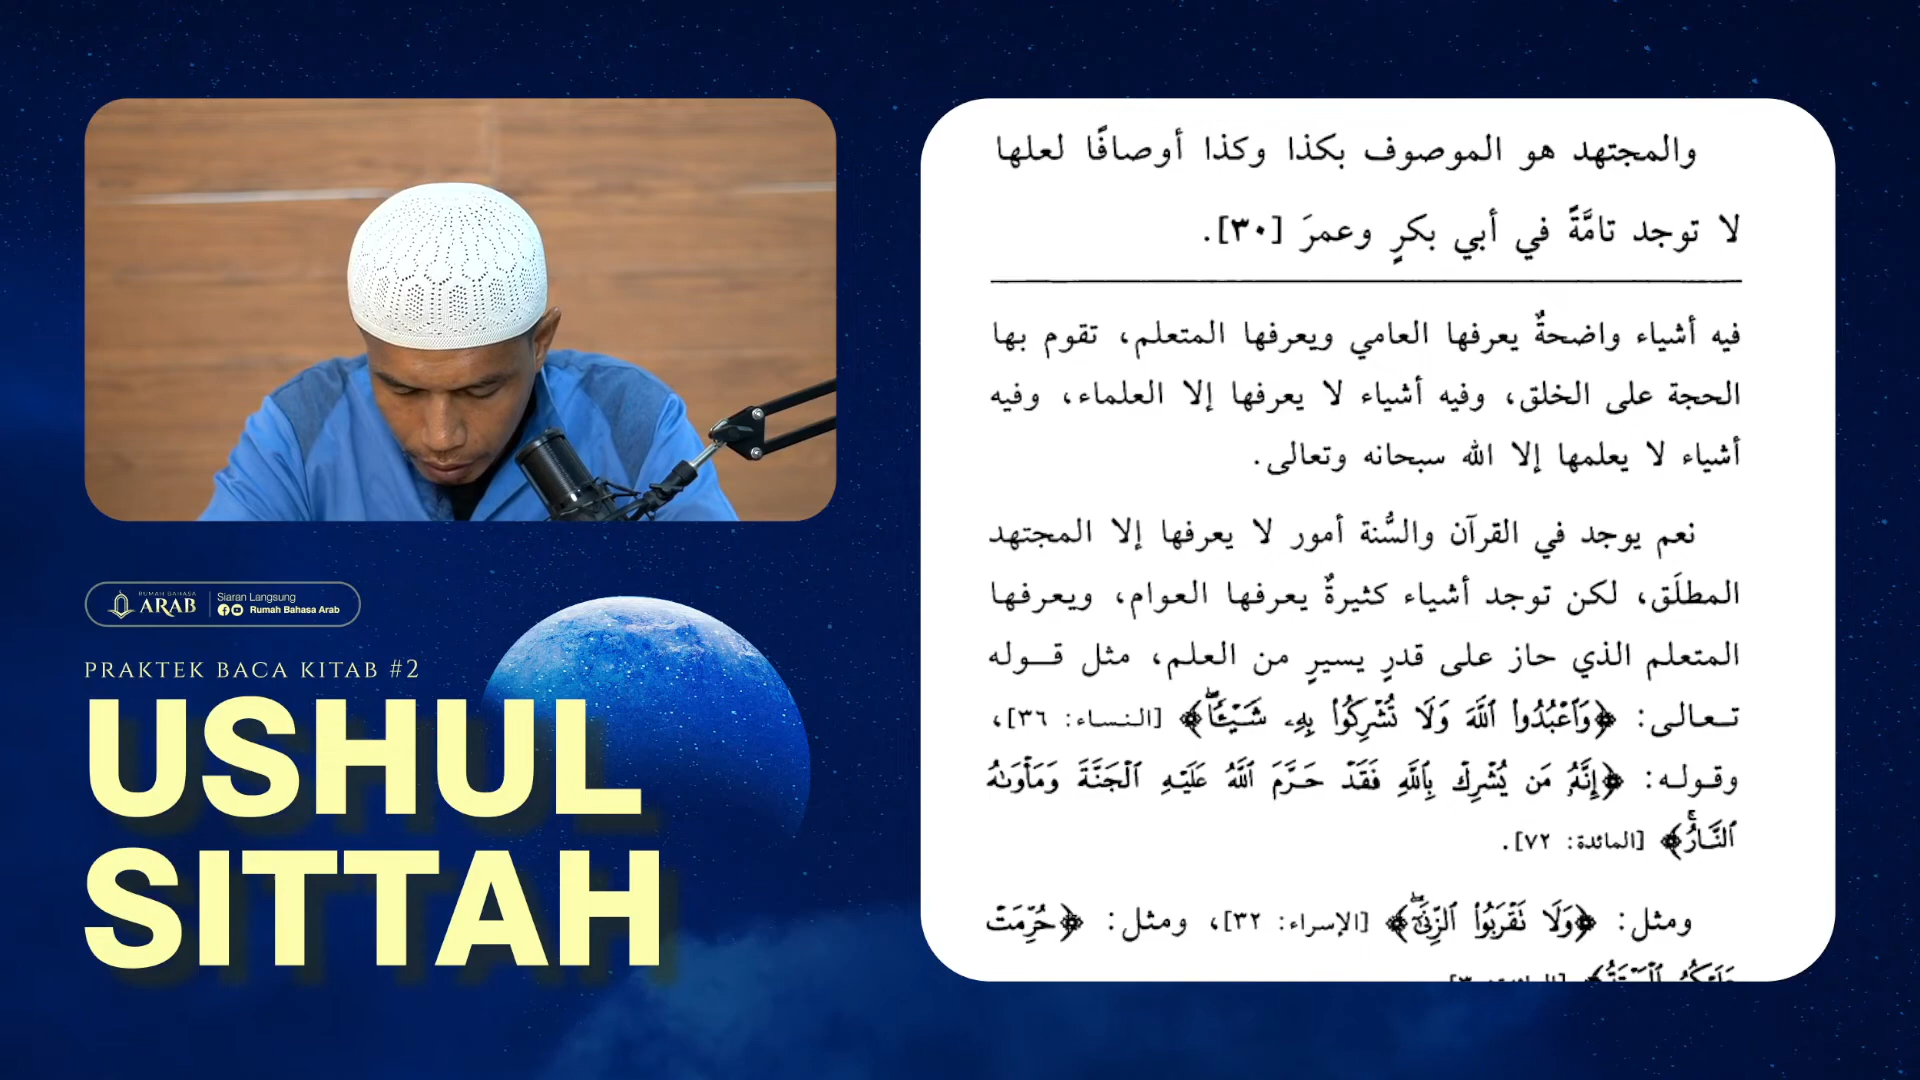 RUMAH BAHASA
ARAB
Siaran Langsung
Rumah Bahasa Arab
PRAKTEK BACA KITAB #2
USHUL
SITTAH
والمجتهد هو الموصوف بكذا وكذا أوصافًا لعلها
لا توجد تامَّةً في أبي بكرٍ وعمرَ [٣٠].
فيه أشياء واضحةٌ يعرفها العامي ويعرفها المتعلم، تقوم بها
الحجة على الخلق، وفيه أشياء لا يعرفها إلا العلماء، وفيه
أشياء لا يعلمها إلا الله سبحانه وتعالى.
نعم يوجد في القرآن والسُّنة أمور لا يعرفها إلا المجتهد
المطلَق، لكن توجد أشياء كثيرةٌ يعرفها العوام، ويعرفها
المتعلم الذي حاز على قدرٍ يسيرٍ من العلم، مثل قـولـه
تـعـالـى: ﴿وَٱعْبُدُوا۟ ٱللَّهَ وَلَا تُشْرِكُوا۟ بِهِۦ شَيْـًٔاۖ﴾ [النساء: ٣٦]،
وقـولـه: ﴿إِنَّهُۥ مَن يُشْرِكْ بِٱللَّهِ فَقَدْ حَرَّمَ ٱللَّهُ عَلَيْهِ ٱلْجَنَّةَ وَمَأْوَىٰهُ
ٱلنَّارُۚ﴾ [المائدة: ٧٢].
ومثل: ﴿وَلَا تَقْرَبُوا۟ ٱلزِّنَىٰٓۖ﴾ [الإسراء: ٣٢]، ومثل: ﴿حُرِّمَتْ